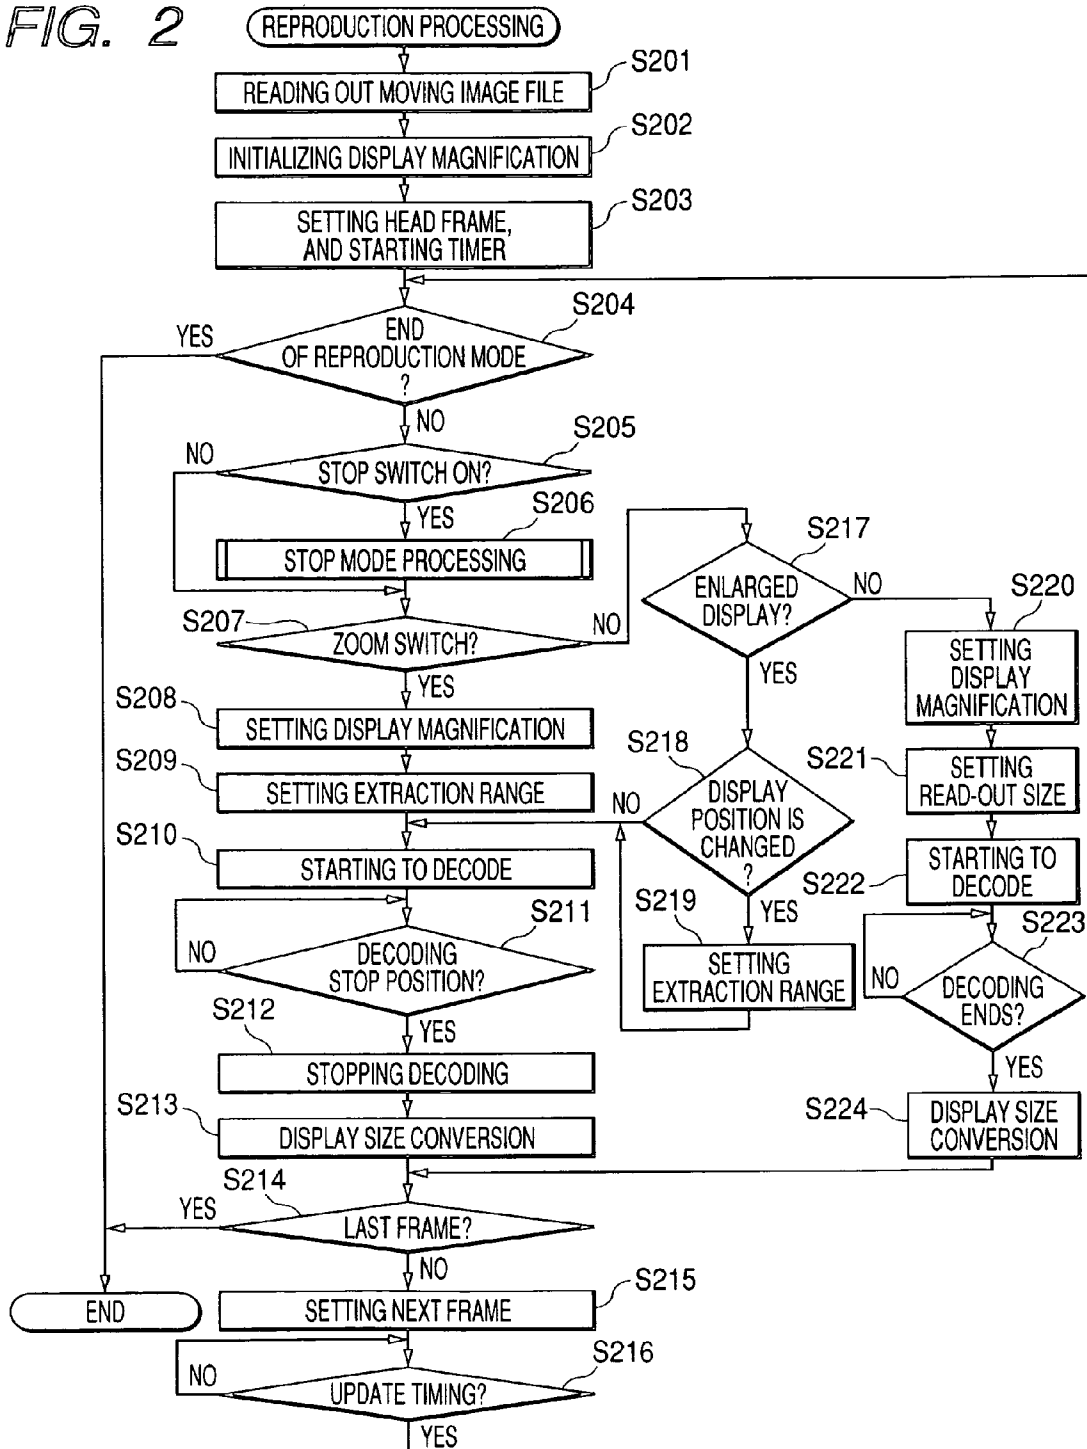 FIG. 2
REPRODUCTION PROCESSING
S201
READING OUT MOVING IMAGE FILE
S202
INITIALIZING DISPLAY MAGNIFICATION
S203
SETTING HEAD FRAME,
AND STARTING TIMER
S204
YES
END
OF REPRODUCTION MODE
?
NO
S205
NO
STOP SWITCH ON?
YES
S206
STOP MODE PROCESSING
S207
ZOOM SWITCH?
NO
YES
S208
SETTING DISPLAY MAGNIFICATION
S209
SETTING EXTRACTION RANGE
S210
STARTING TO DECODE
S211
NO
DECODING
STOP POSITION?
YES
S212
STOPPING DECODING
S213
DISPLAY SIZE CONVERSION
S214
YES
LAST FRAME?
NO
END
S215
SETTING NEXT FRAME
S216
NO
UPDATE TIMING?
YES
S217
ENLARGED
DISPLAY?
NO
YES
S218
NO
DISPLAY
POSITION IS
CHANGED
?
YES
S219
SETTING
EXTRACTION RANGE
S220
SETTING
DISPLAY
MAGNIFICATION
S221
SETTING
READ-OUT SIZE
S222
STARTING TO
DECODE
S223
NO
DECODING
ENDS?
YES
S224
DISPLAY SIZE
CONVERSION